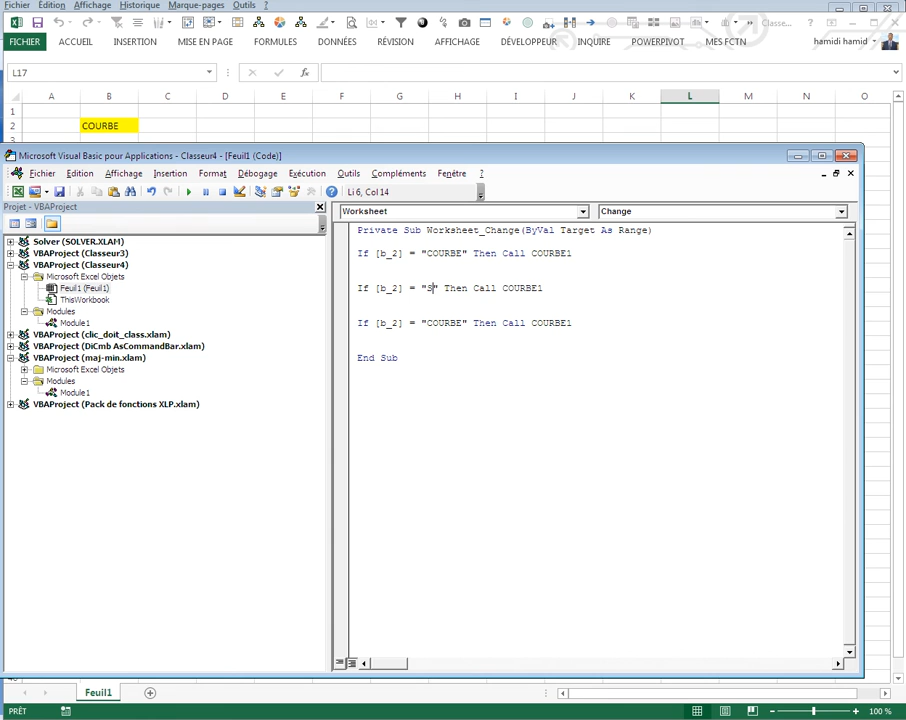 Fichier Édition Affichage Historique Marque-pages Outils ?
Classe...
FICHIER ACCUEIL INSERTION MISE EN PAGE FORMULES DONNÉES RÉVISION AFFICHAGE DÉVELOPPEUR INQUIRE POWERPIVOT MES FCTN hamidi hamid
L17 fx
A B C D E F G H I J K L M N O
1
2 COURBE
Microsoft Visual Basic pour Applications - Classeur4 - [Feuil1 (Code)]
Fichier Edition Affichage Insertion Format Débogage Exécution Outils Compléments Fenêtre ?
Li 6, Col 14
Projet - VBAProject
Worksheet Change
Solver (SOLVER.XLAM)
VBAProject (Classeur3)
VBAProject (Classeur4)
Microsoft Excel Objets
Feuil1 (Feuil1)
ThisWorkbook
Modules
Module1
VBAProject (clic_doit_class.xlam)
VBAProject (DiCmb AsCommandBar.xlam)
VBAProject (maj-min.xlam)
Microsoft Excel Objets
Modules
Module1
VBAProject (Pack de fonctions XLP.xlam)
Private Sub Worksheet_Change(ByVal Target As Range)
If [b_2] = "COURBE" Then Call COURBE1
If [b_2] = "S" Then Call COURBE1
If [b_2] = "COURBE" Then Call COURBE1
End Sub
Feuil1
PRÊT 100 %